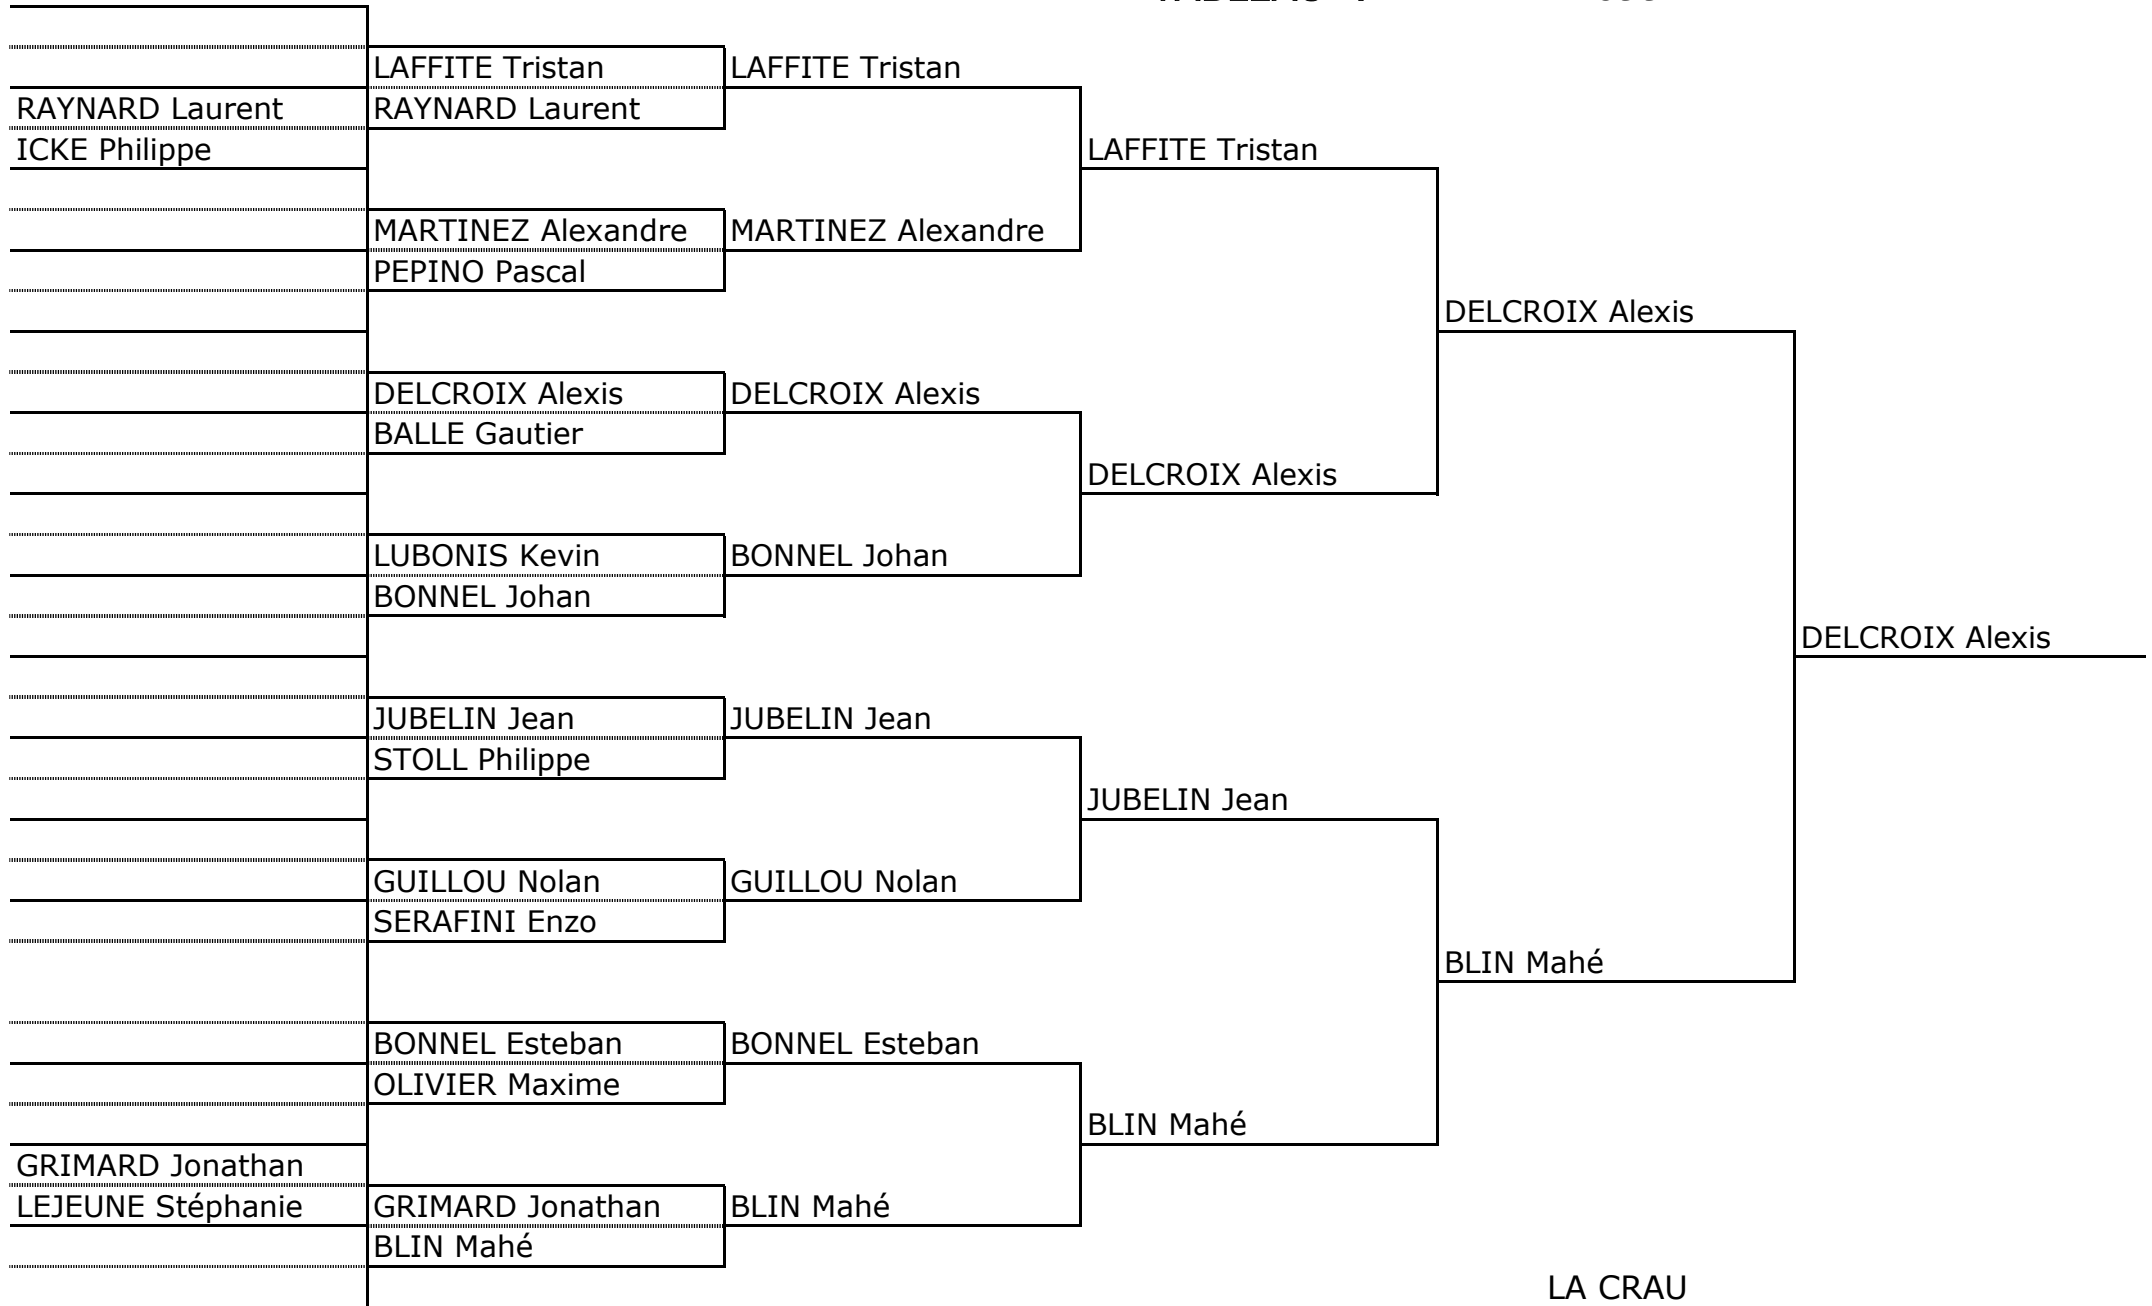 LAFFITE Tristan
RAYNARD Laurent
RAYNARD Laurent
ICKE Philippe
MARTINEZ Alexandre
PEPINO Pascal
DELCROIX Alexis
BALLE Gautier
LUBONIS Kevin
BONNEL Johan
JUBELIN Jean
STOLL Philippe
GUILLOU Nolan
SERAFINI Enzo
BONNEL Esteban
OLIVIER Maxime
GRIMARD Jonathan
LEJEUNE Stéphanie
GRIMARD Jonathan
BLIN Mahé
LAFFITE Tristan
MARTINEZ Alexandre
DELCROIX Alexis
BONNEL Johan
JUBELIN Jean
GUILLOU Nolan
BONNEL Esteban
BLIN Mahé
LAFFITE Tristan
DELCROIX Alexis
JUBELIN Jean
BLIN Mahé
DELCROIX Alexis
BLIN Mahé
DELCROIX Alexis
LA CRAU